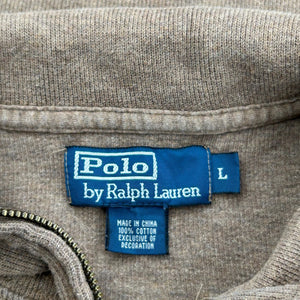 Polo
by Ralph Lauren
L
MADE IN CHINA
100% COTTON
EXCLUSIVE OF
DECORATION